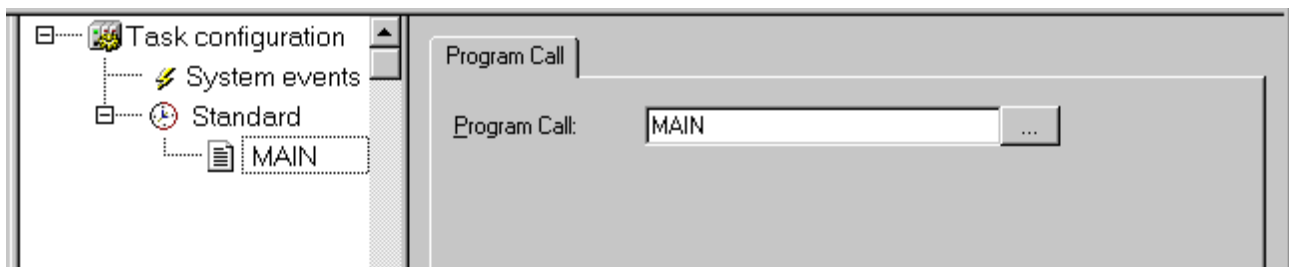 Task configuration
System events
Standard
MAIN
Program Call
Program Call: MAIN ...